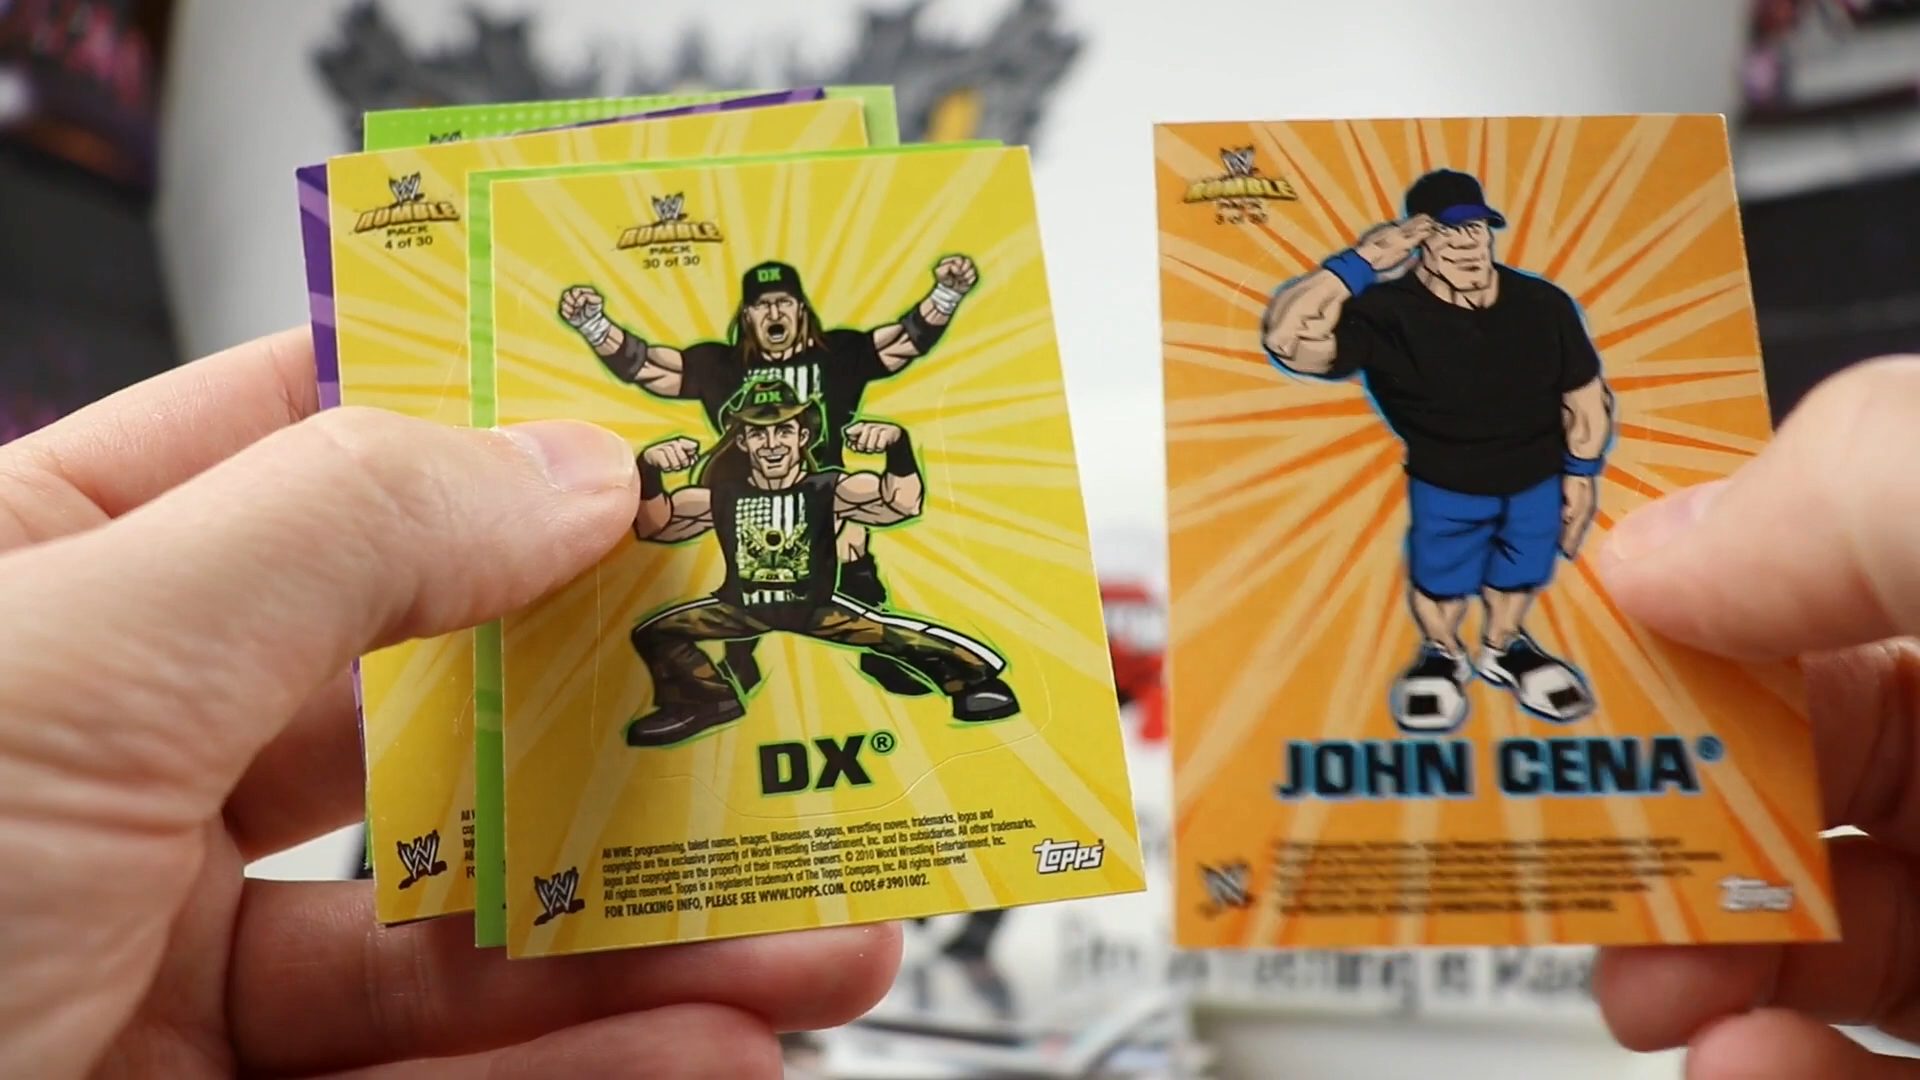 RUMBLE
PACK
4 of 30
RUMBLE
PACK
30 of 30
DX
DX
DX
DX®
All WWE programming, talent names, images, likenesses, slogans, wrestling moves, trademarks, logos and
copyrights are the exclusive property of World Wrestling Entertainment, Inc. and its subsidiaries. All other trademarks,
logos and copyrights are the property of their respective owners. © 2010 World Wrestling Entertainment, Inc.
All rights reserved. Topps is a registered trademark of The Topps Company, Inc. All rights reserved.
FOR TRACKING INFO, PLEASE SEE WWW.TOPPS.COM. CODE#3901002.
W
W
topps
RUMBLE
PACK
JOHN CENA®
W
topps